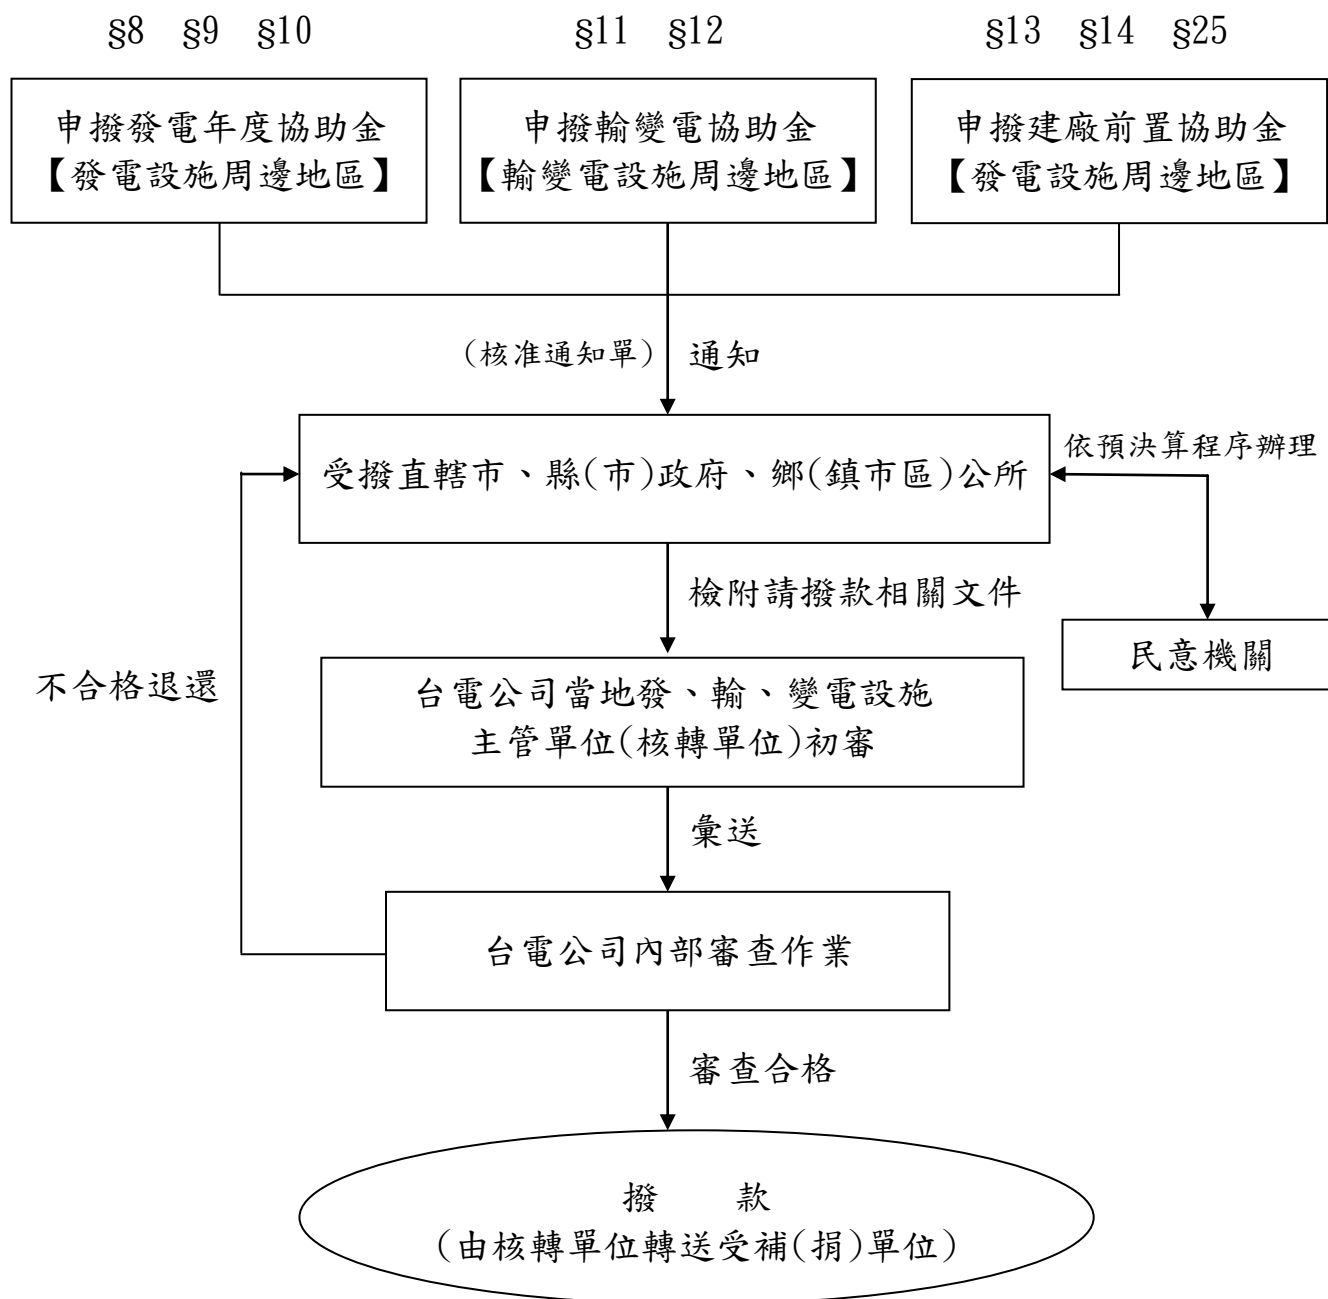 §8 §9 §10
§11 §12
§13 §14 §25
申撥發電年度協助金
【發電設施周邊地區】
申撥輸變電協助金
【輸變電設施周邊地區】
申撥建廠前置協助金
【發電設施周邊地區】
(核准通知單) 通知
受撥直轄市、縣(市)政府、鄉(鎮市區)公所
依預決算程序辦理
檢附請撥款相關文件
民意機關
不合格退還
台電公司當地發、輸、變電設施
主管單位(核轉單位)初審
彙送
台電公司內部審查作業
審查合格
撥 款
(由核轉單位轉送受補(捐)單位)